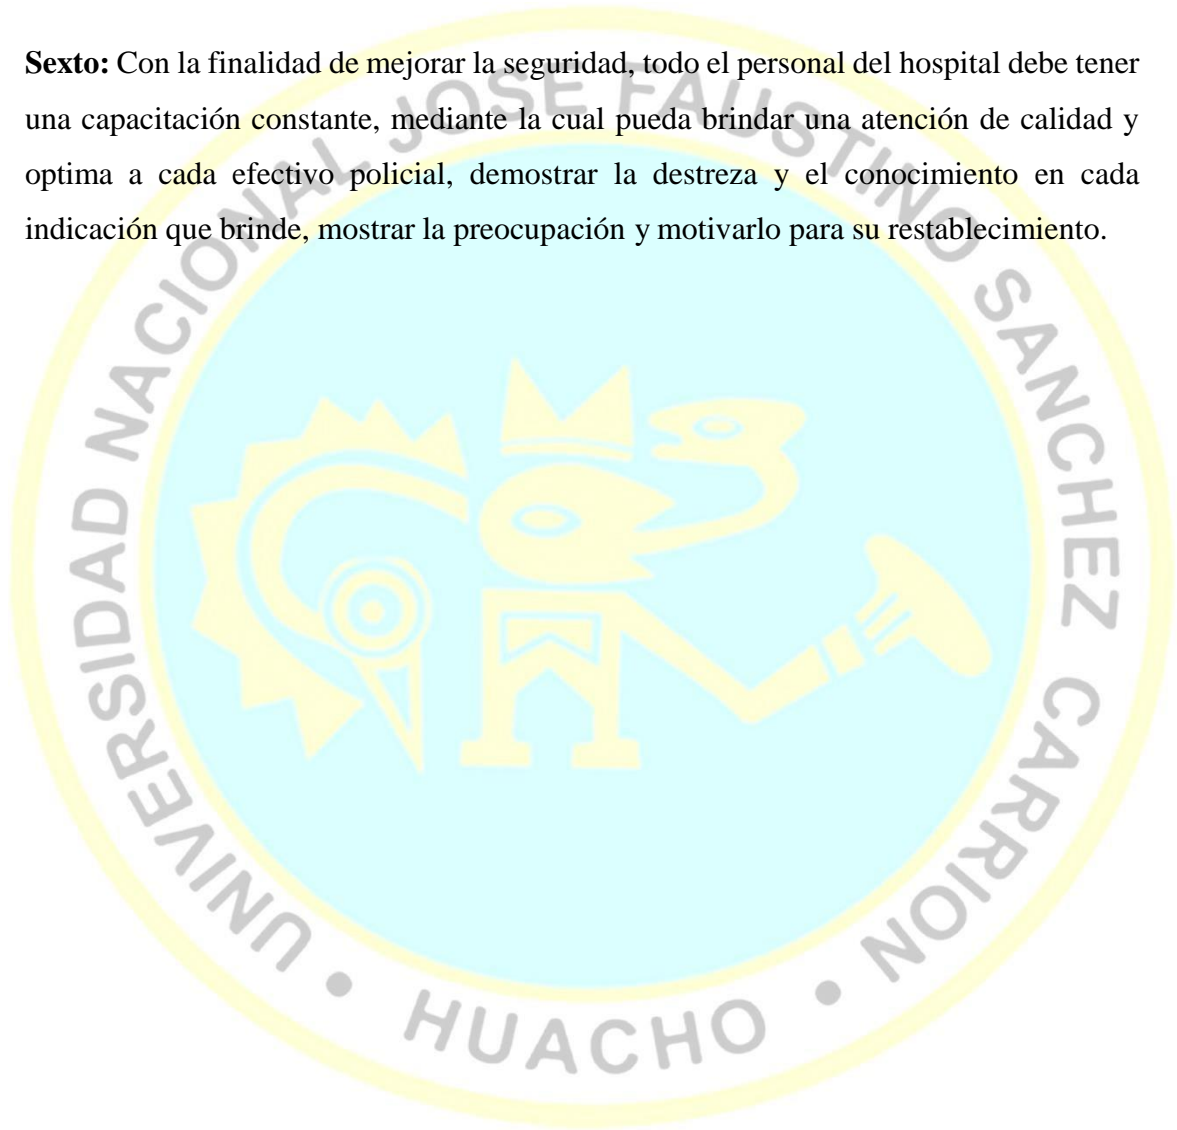 Sexto: Con la finalidad de mejorar la seguridad, todo el personal del hospital debe tener
una capacitación constante, mediante la cual pueda brindar una atención de calidad y
optima a cada efectivo policial, demostrar la destreza y el conocimiento en cada
indicación que brinde, mostrar la preocupación y motivarlo para su restablecimiento.
UNIVERSIDAD NACIONAL JOSE FAUSTINO SANCHEZ CARRION
• HUACHO •